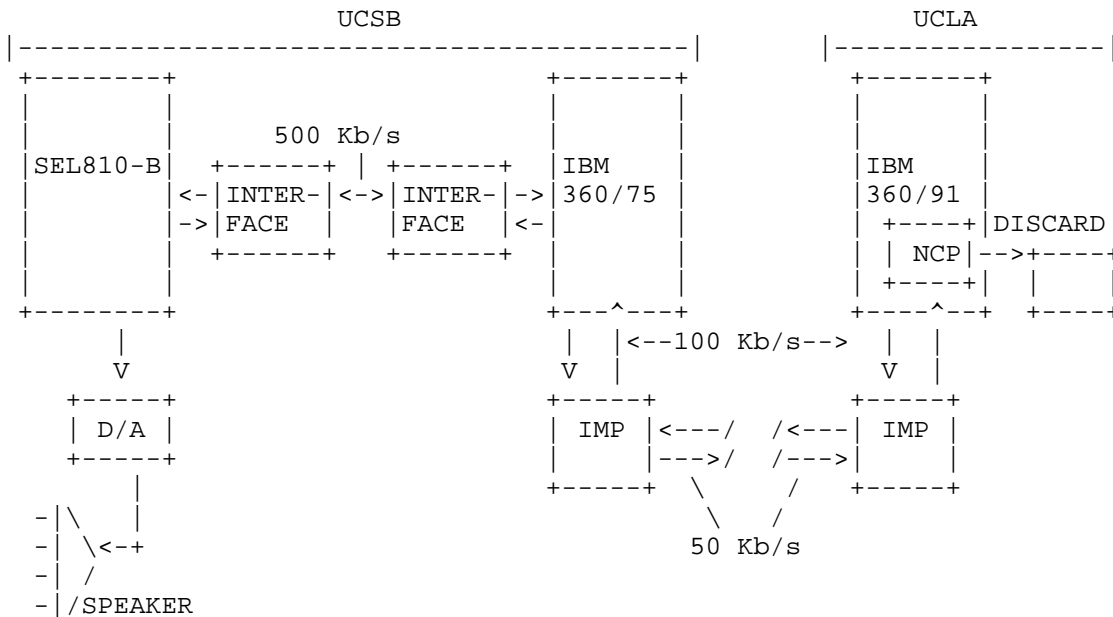 UCSB UCLA
500 Kb/s
SEL810-B IBM IBM
INTER- INTER- 360/75 360/91
FACE FACE DISCARD
NCP
100 Kb/s
D/A IMP IMP
50 Kb/s
SPEAKER